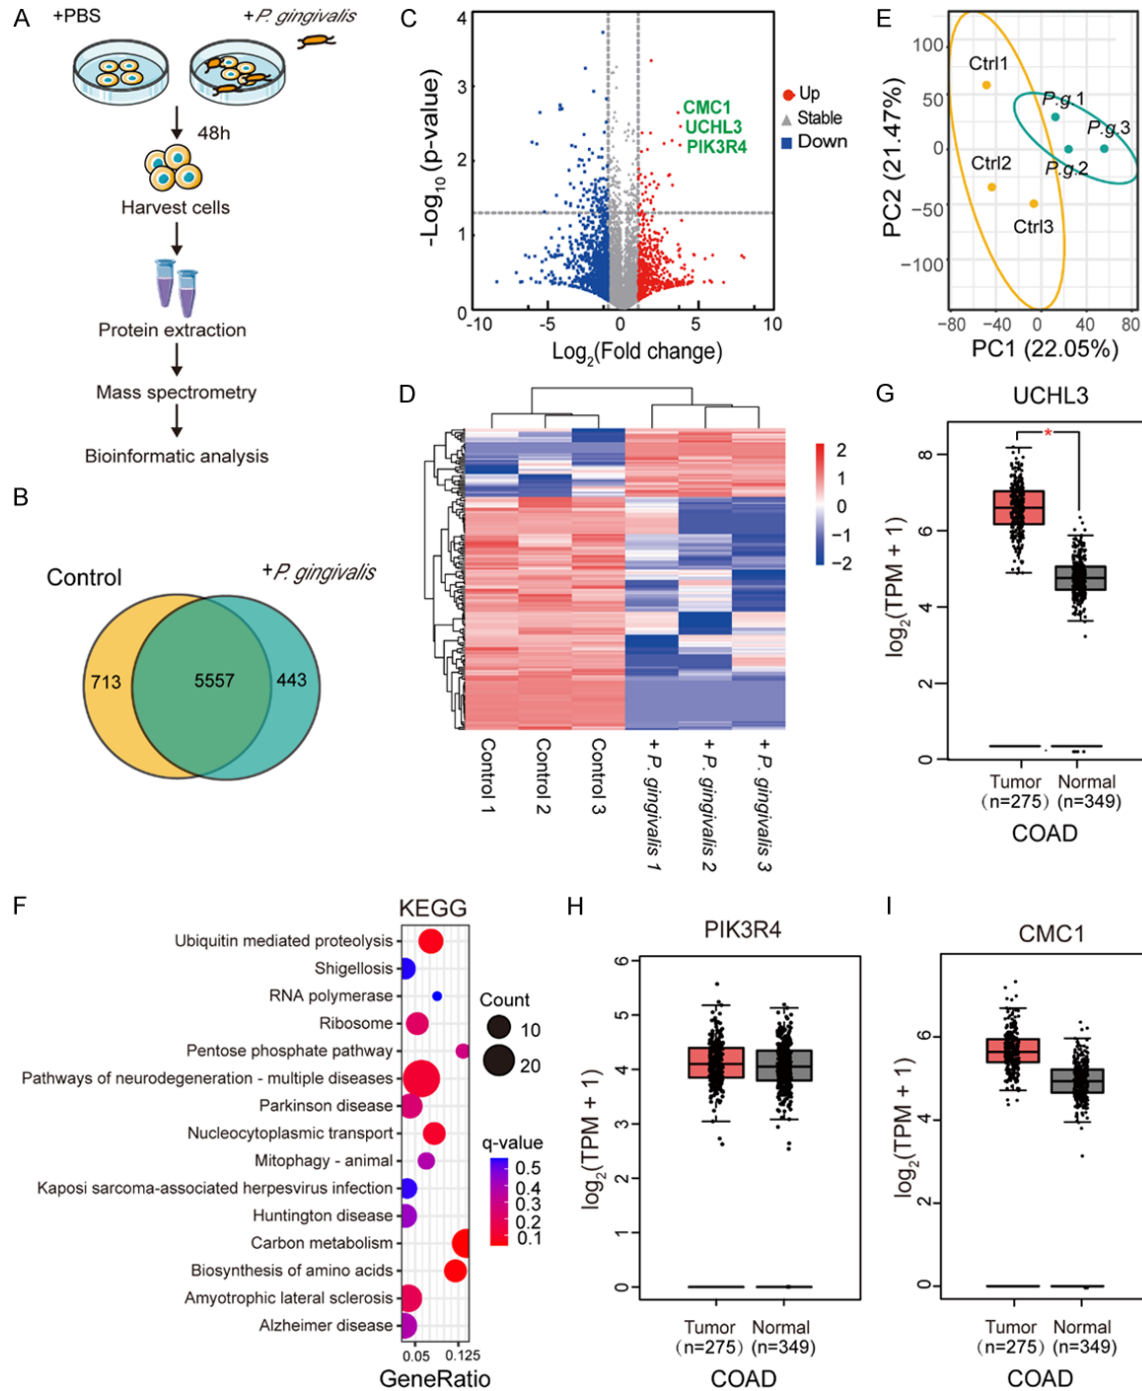 A
+PBS
+P. gingivalis
48h
Harvest cells
Protein extraction
Mass spectrometry
Bioinformatic analysis
B
Control
+P. gingivalis
713
5557
443
C
4
3
2
1
0
-Log10 (p-value)
-10
-5
0
5
10
Log2(Fold change)
CMC1
UCHL3
PIK3R4
Up
Stable
Down
D
2
1
0
−1
−2
Control 1
Control 2
Control 3
+ P. gingivalis 1
+ P. gingivalis 2
+ P. gingivalis 3
E
100
50
0
−50
−100
PC2 (21.47%)
Ctrl1
Ctrl2
Ctrl3
P.g.1
P.g.3
P.g.2
−80
−40
0
40
80
PC1 (22.05%)
G
UCHL3
*
8
6
4
2
0
log2(TPM + 1)
Tumor
(n=275)
Normal
(n=349)
COAD
F
KEGG
Ubiquitin mediated proteolysis
Shigellosis
RNA polymerase
Ribosome
Pentose phosphate pathway
Pathways of neurodegeneration - multiple diseases
Parkinson disease
Nucleocytoplasmic transport
Mitophagy - animal
Kaposi sarcoma-associated herpesvirus infection
Huntington disease
Carbon metabolism
Biosynthesis of amino acids
Amyotrophic lateral sclerosis
Alzheimer disease
0.05
0.125
GeneRatio
Count
10
20
q-value
0.5
0.4
0.3
0.2
0.1
H
PIK3R4
6
5
4
3
2
1
0
log2(TPM + 1)
Tumor
(n=275)
Normal
(n=349)
COAD
I
CMC1
6
4
2
0
log2(TPM + 1)
Tumor
(n=275)
Normal
(n=349)
COAD